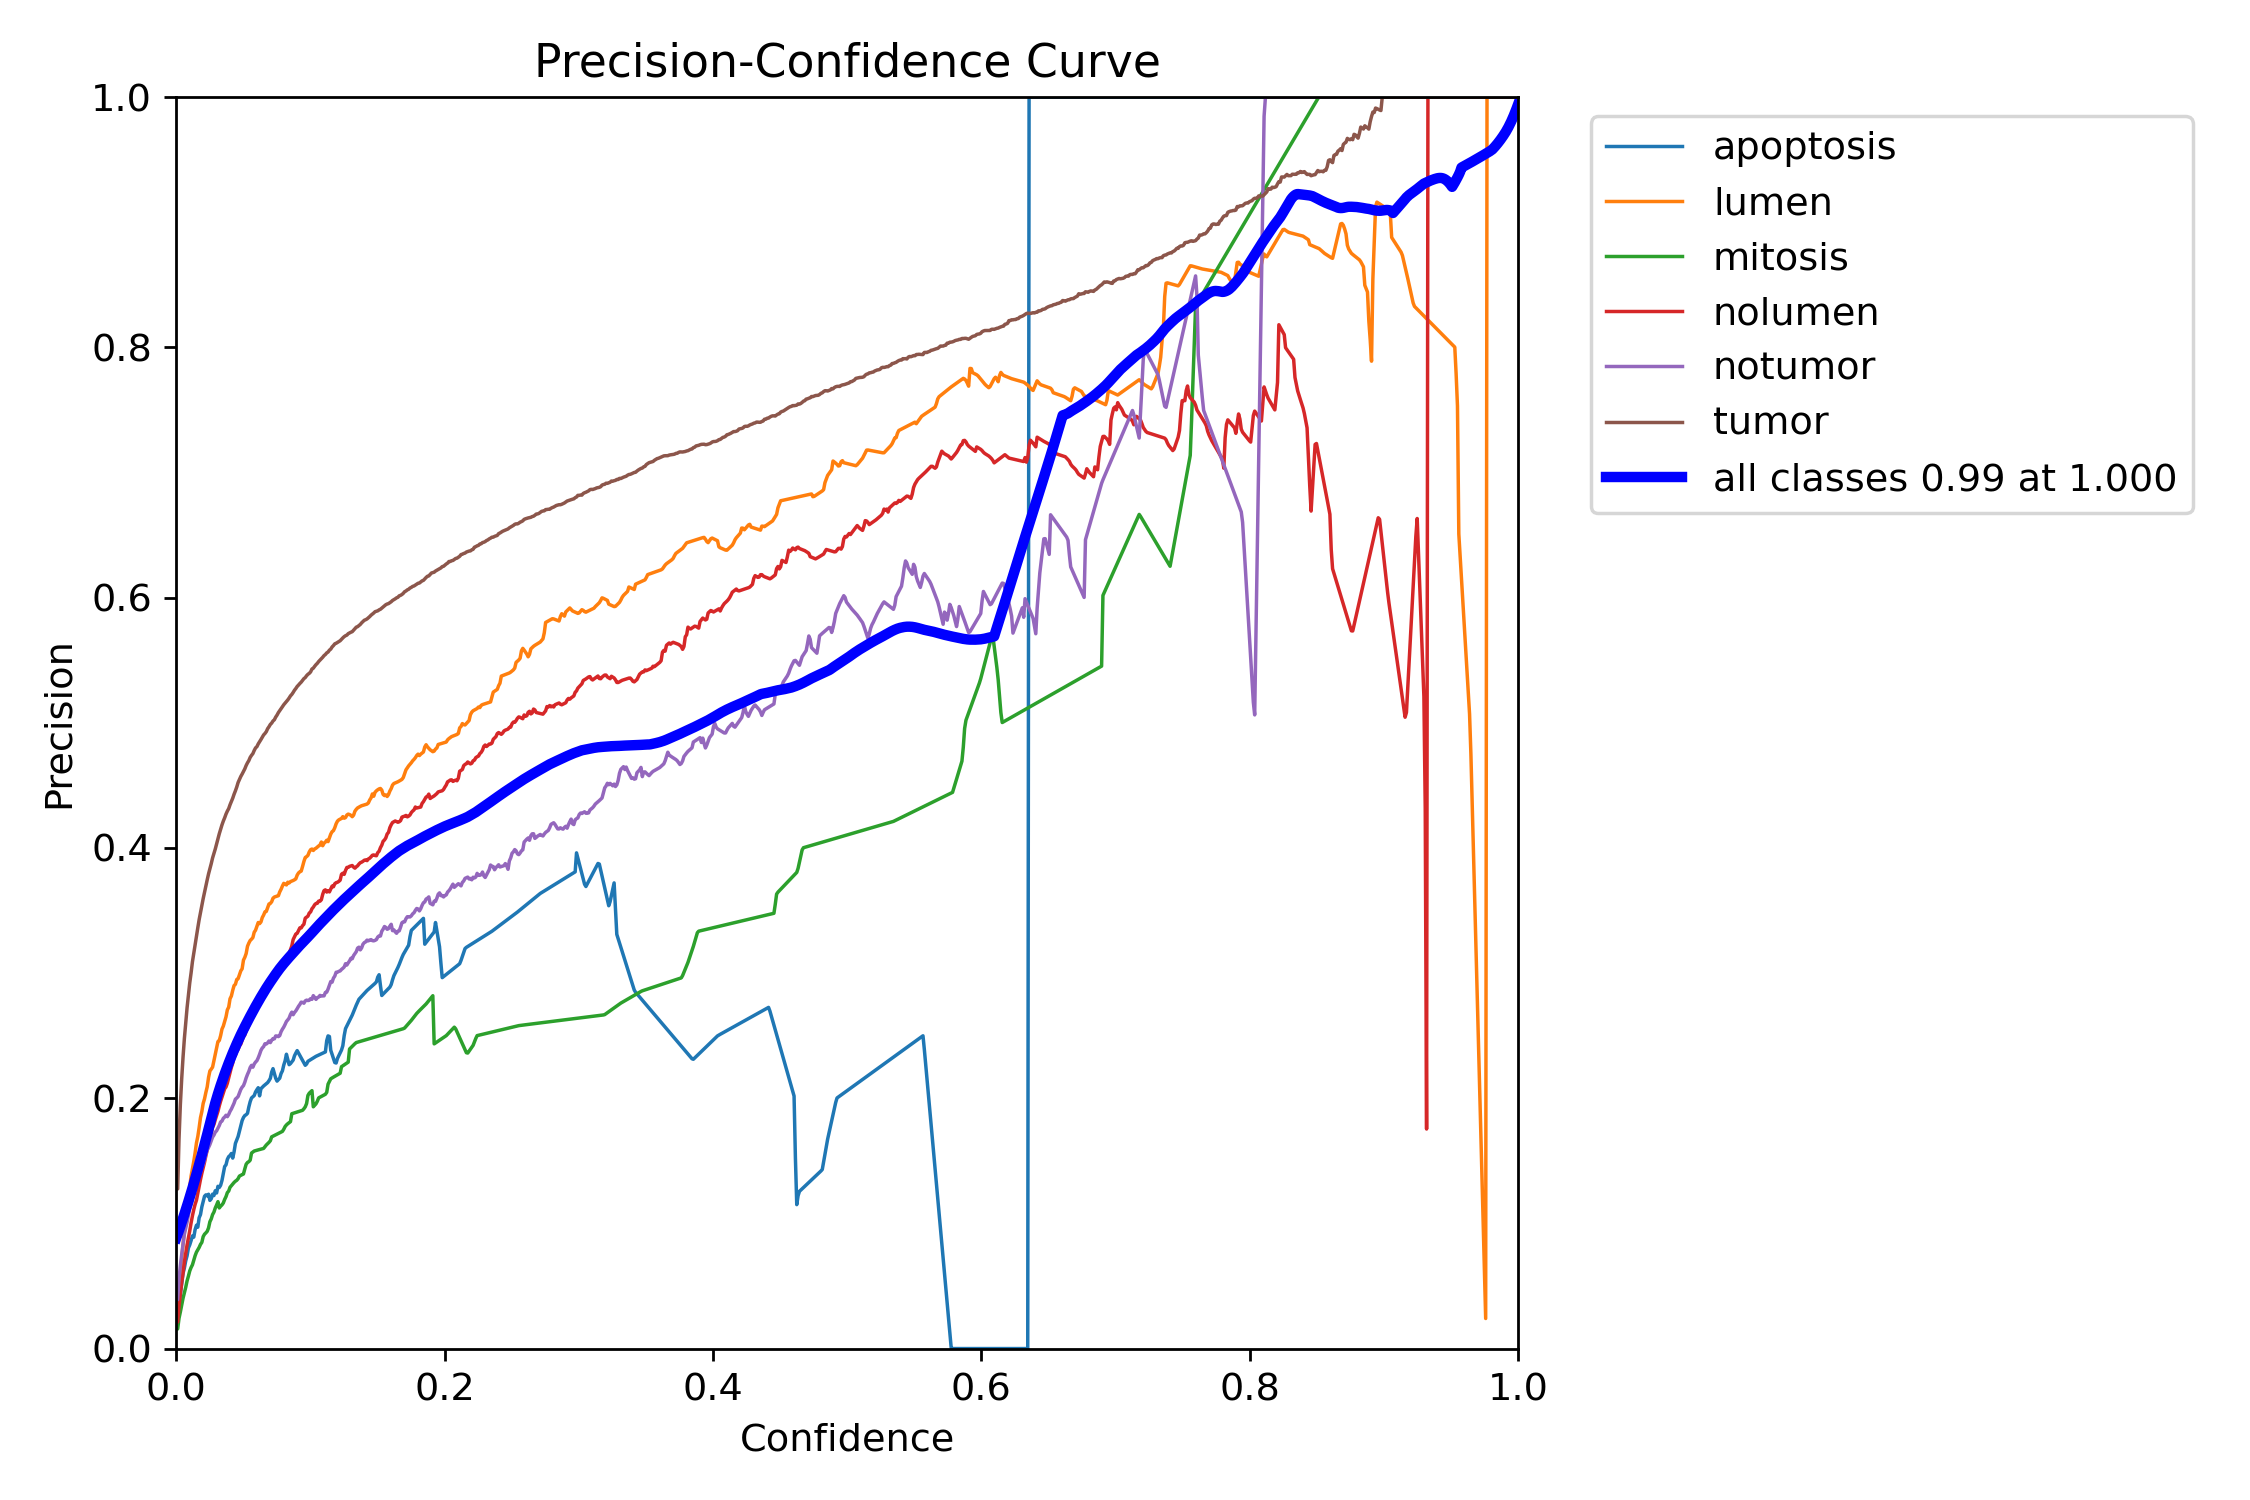 Precision-Confidence Curve
1.0
0.8
0.6
0.4
0.2
0.0
Precision
0.0 0.2 0.4 0.6 0.8 1.0
Confidence
apoptosis
lumen
mitosis
nolumen
notumor
tumor
all classes 0.99 at 1.000